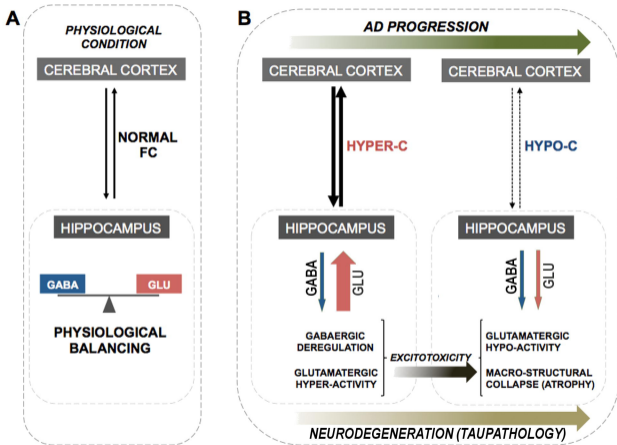 A
PHYSIOLOGICAL
CONDITION
CEREBRAL CORTEX
NORMAL
FC
HIPPOCAMPUS
GABA
GLU
PHYSIOLOGICAL
BALANCING
B
AD PROGRESSION
CEREBRAL CORTEX
CEREBRAL CORTEX
HYPER-C
HYPO-C
HIPPOCAMPUS
HIPPOCAMPUS
GABA
GLU
GABA
GLU
GABAERGIC
DEREGULATION
GLUTAMATERGIC
HYPER-ACTIVITY
EXCITOTOXICITY
GLUTAMATERGIC
HYPO-ACTIVITY
MACRO-STRUCTURAL
COLLAPSE (ATROPHY)
NEURODEGENERATION (TAUPATHOLOGY)